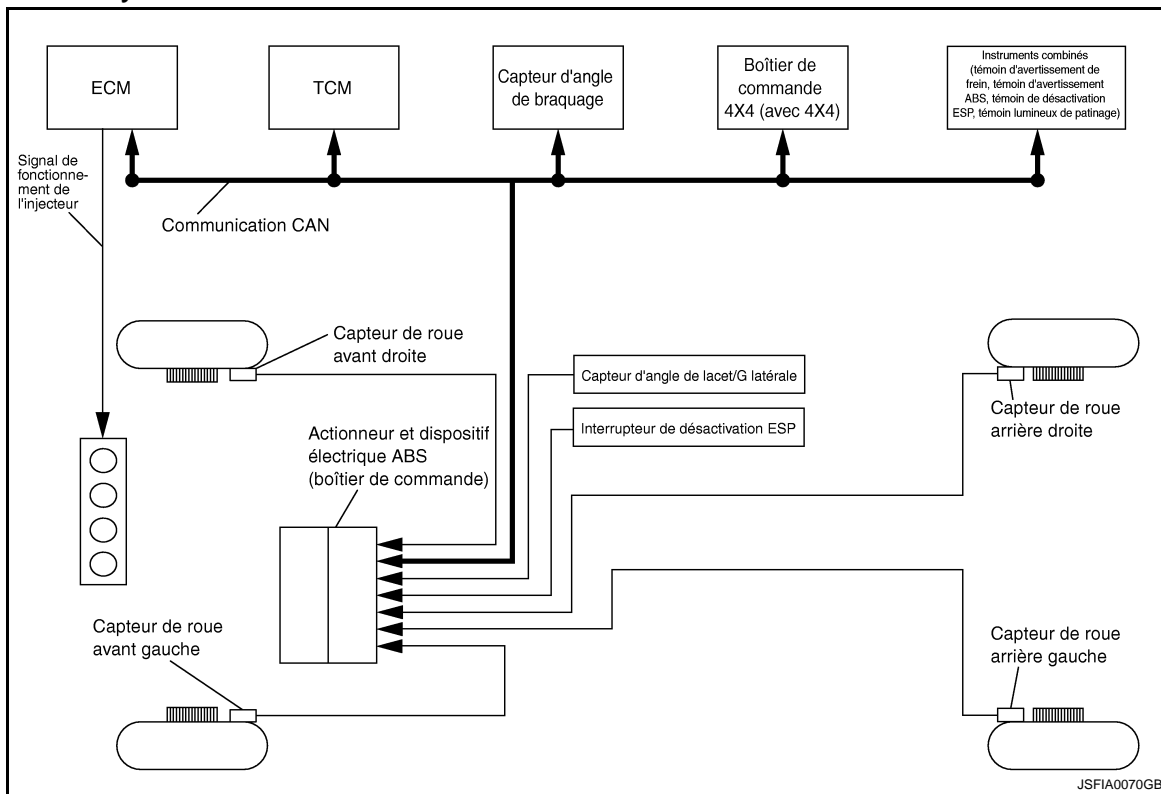 ECM
TCM
Capteur d'angle
de braquage
Boîtier de
commande
4X4 (avec 4X4)
Instruments combinés
(témoin d'avertissement de
frein, témoin d'avertissement
ABS, témoin de désactivation
ESP, témoin lumineux de patinage)
Signal de
fonctionne-
ment de
l'injecteur
Communication CAN
Capteur de roue
avant droite
Capteur d'angle de lacet/G latérale
Interrupteur de désactivation ESP
Capteur de roue
arrière droite
Actionneur et dispositif
électrique ABS
(boîtier de commande)
Capteur de roue
avant gauche
Capteur de roue
arrière gauche
JSFIA0070GB